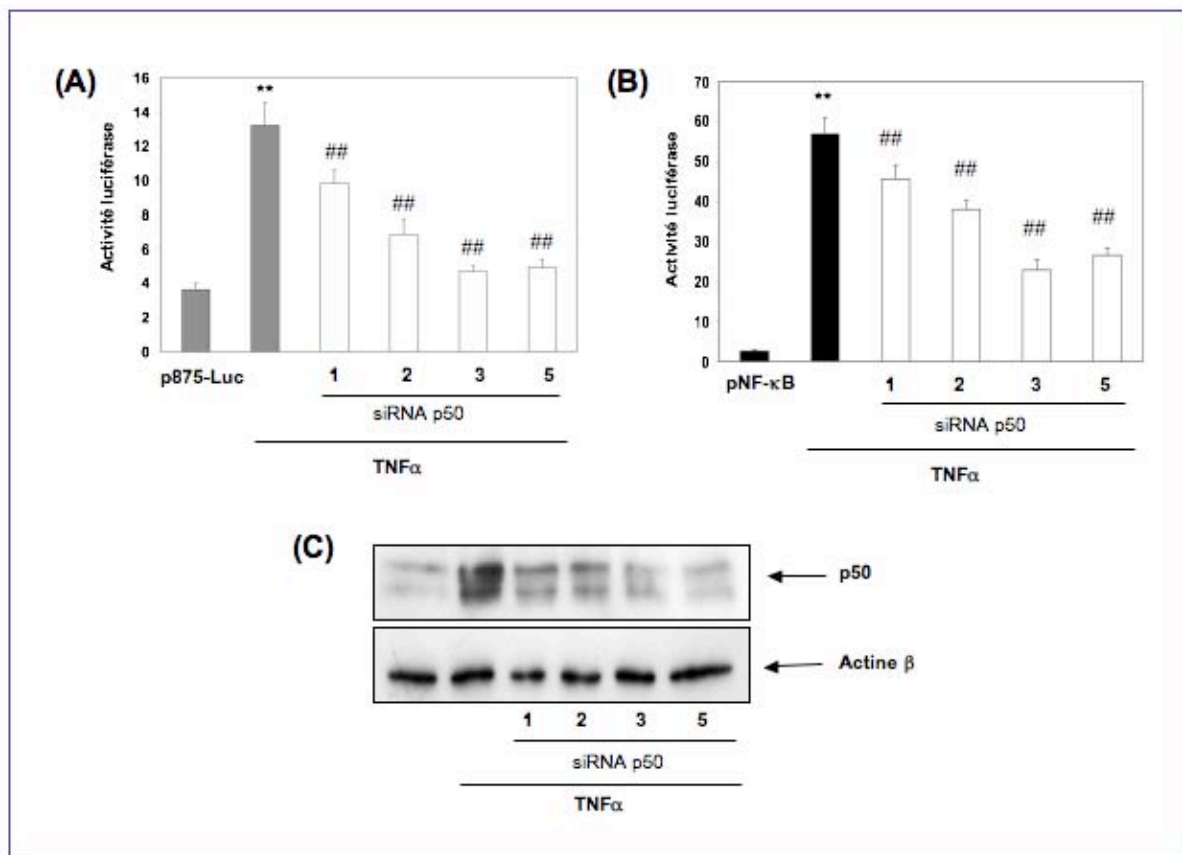 (A)
Activité luciférase
16
14
12
10
8
6
4
2
0
**
##
##
##
##
p875-Luc
1 2 3 5
siRNA p50
TNFα
(B)
Activité luciférase
70
60
50
40
30
20
10
0
**
##
##
##
##
pNF-κB
1 2 3 5
siRNA p50
TNFα
(C)
p50
Actine β
1 2 3 5
siRNA p50
TNFα